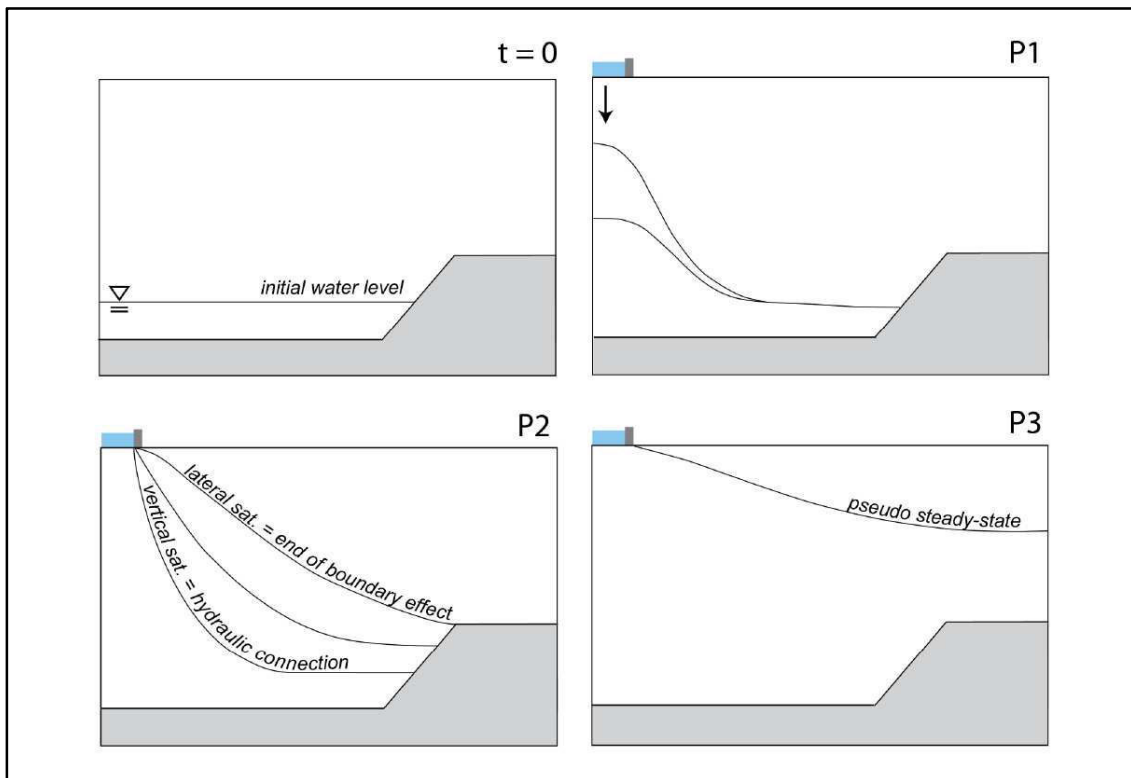 t = 0
initial water level
P1
P2
lateral sat. = end of boundary effect
vertical sat. = hydraulic connection
P3
pseudo steady-state